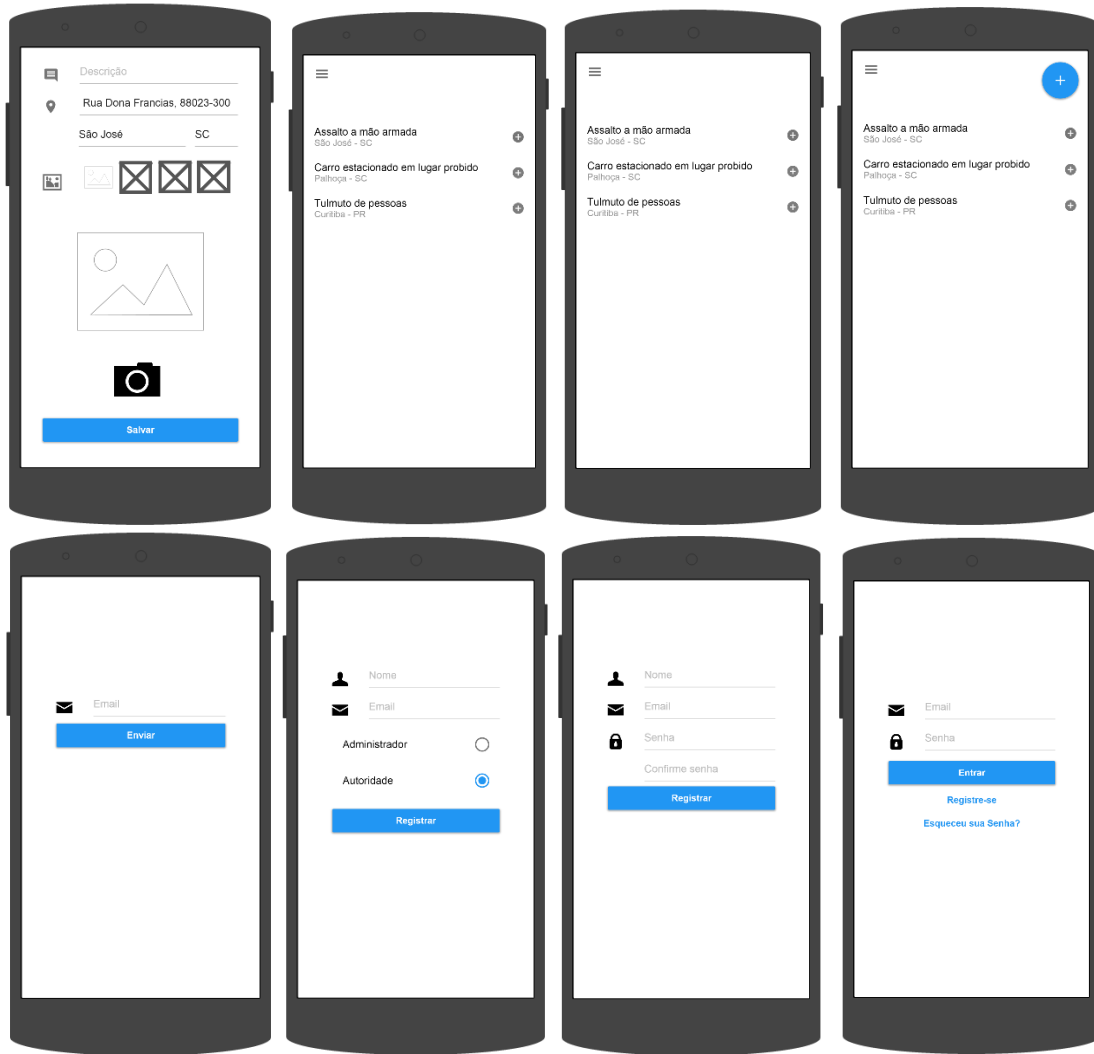 Descrição
Rua Dona Francias, 88023-300
São José SC
Salvar
Assalto a mão armada
São José - SC
Carro estacionado em lugar probido
Palhoça - SC
Tulmuto de pessoas
Curitiba - PR
Assalto a mão armada
São José - SC
Carro estacionado em lugar probido
Palhoça - SC
Tulmuto de pessoas
Curitiba - PR
Assalto a mão armada
São José - SC
Carro estacionado em lugar probido
Palhoça - SC
Tulmuto de pessoas
Curitiba - PR
Email
Enviar
Nome
Email
Administrador
Autoridade
Registrar
Nome
Email
Senha
Confirme senha
Registrar
Email
Senha
Entrar
Registre-se
Esqueceu sua Senha?